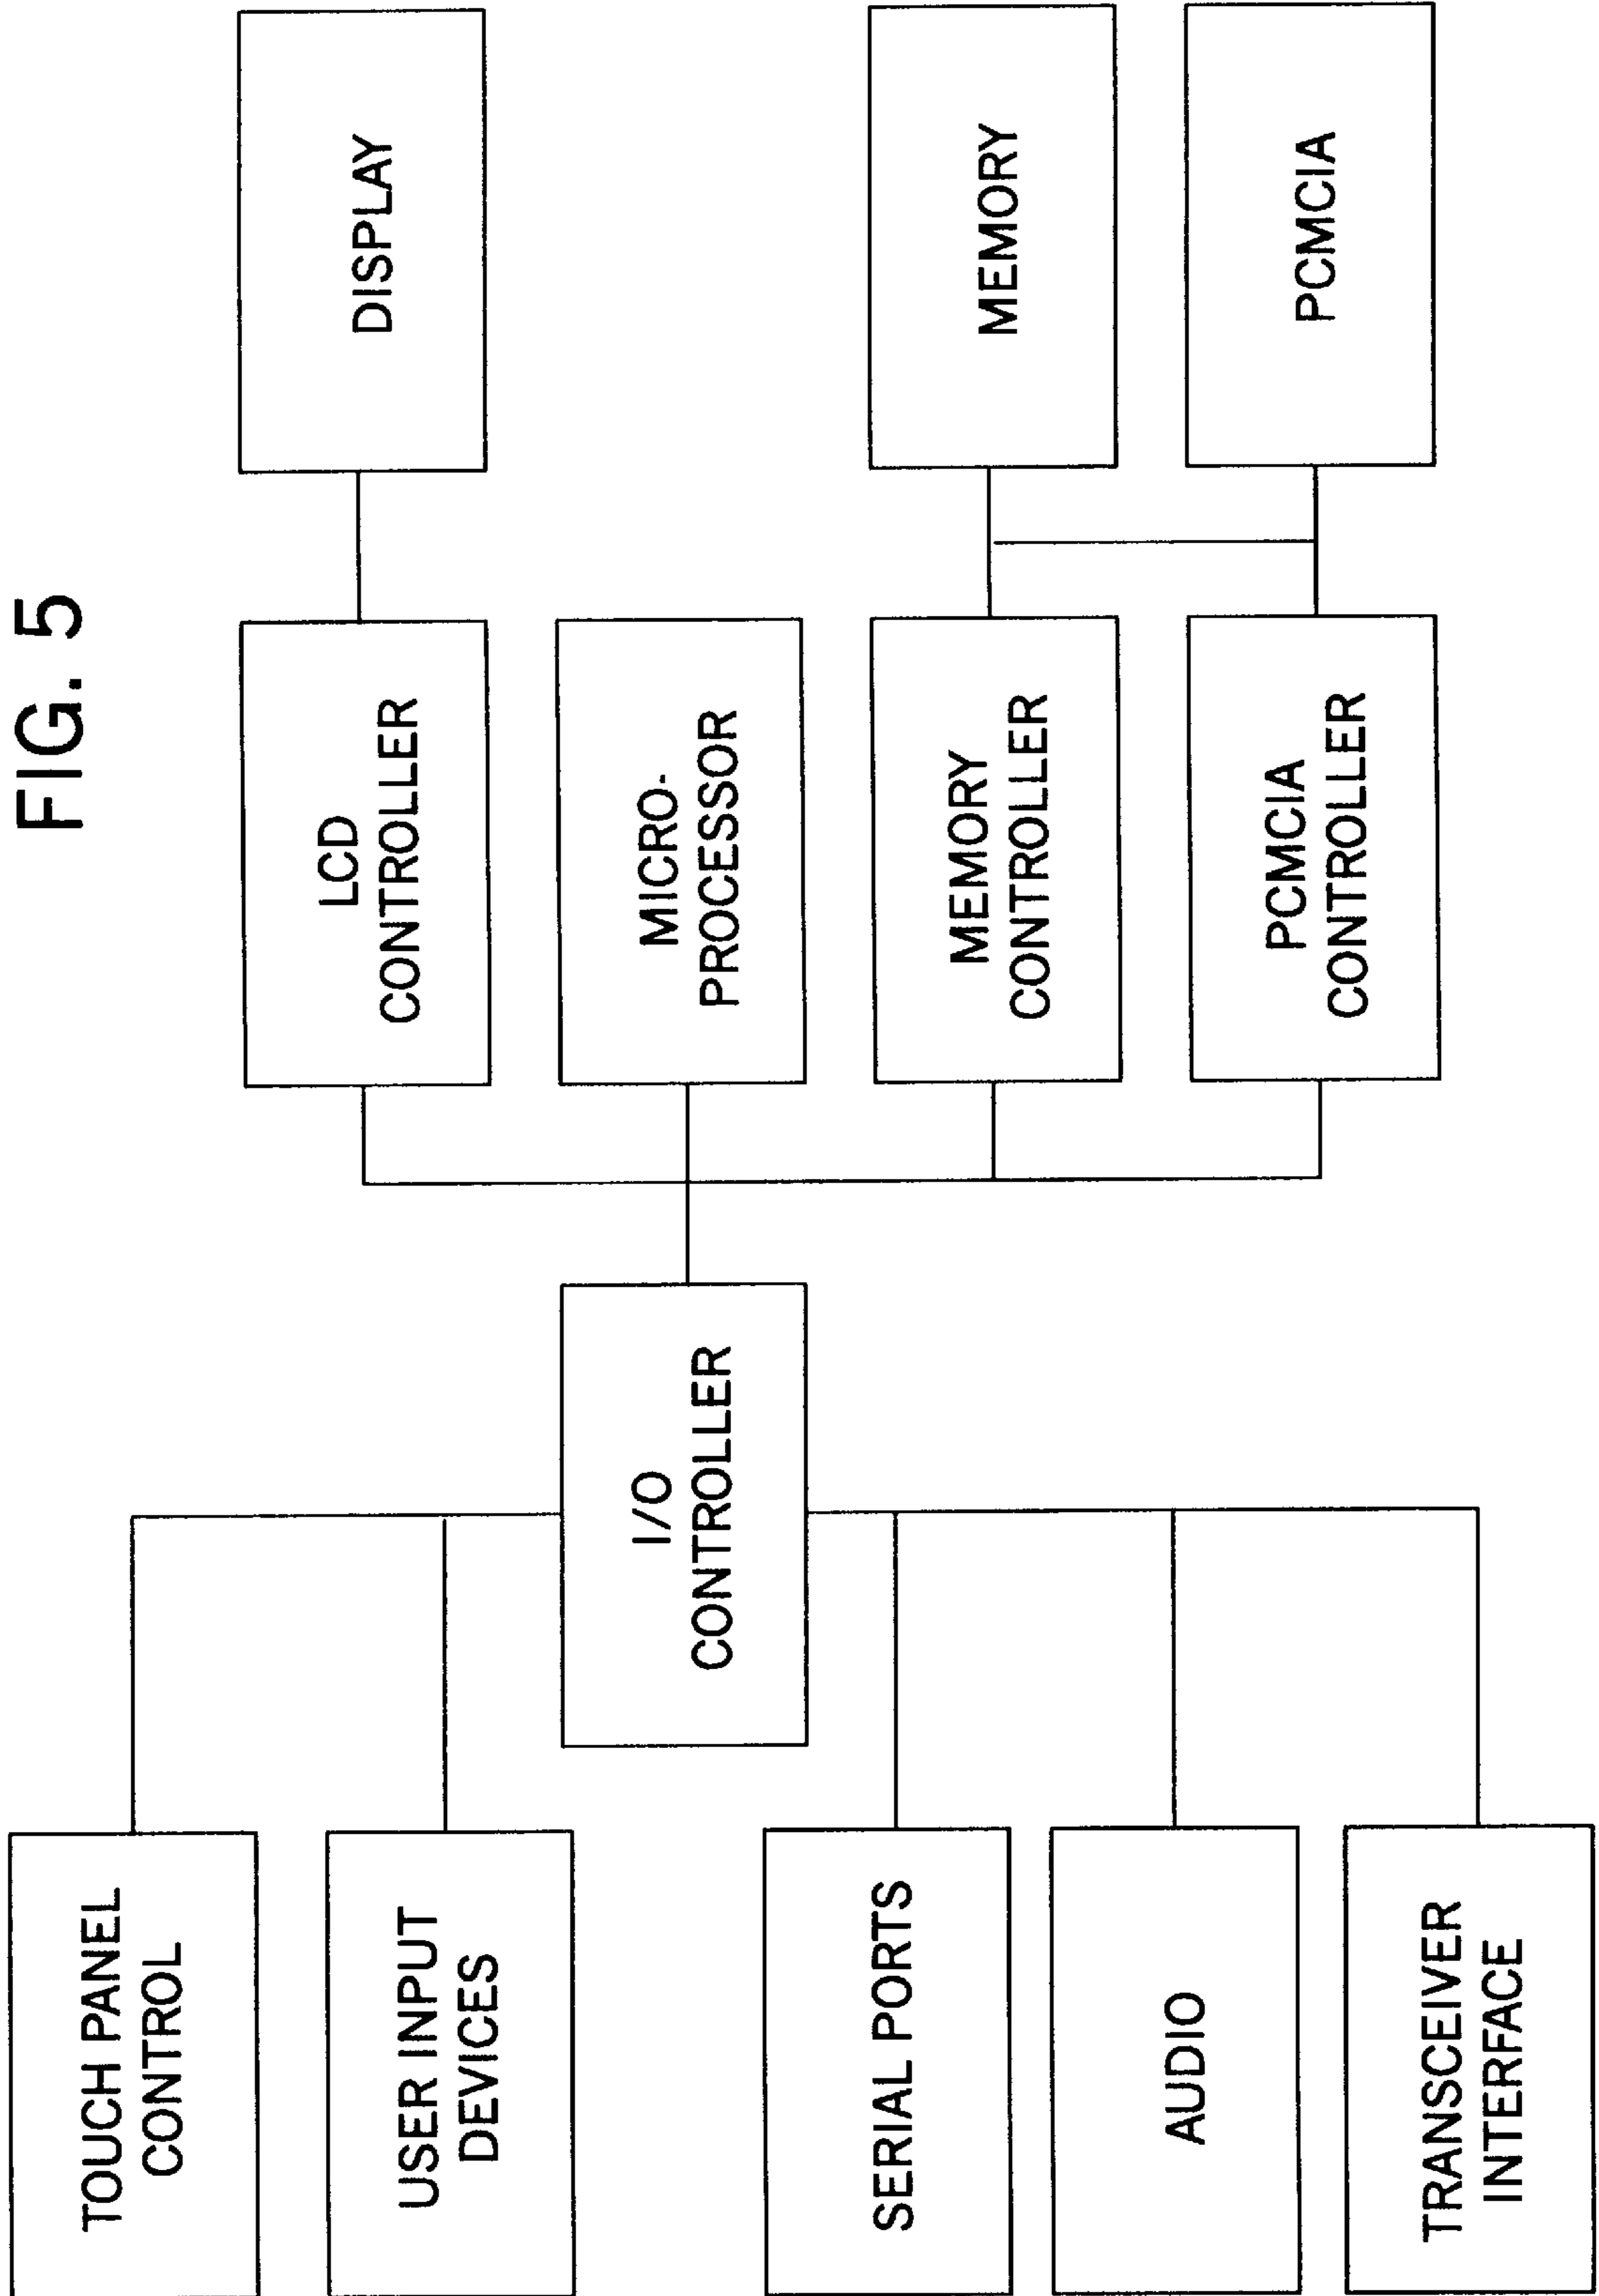 FIG. 5
TOUCH PANEL
CONTROL
USER INPUT
DEVICES
SERIAL PORTS
AUDIO
TRANSCEIVER
INTERFACE
I/O
CONTROLLER
LCD
CONTROLLER
MICRO-
PROCESSOR
MEMORY
CONTROLLER
PCMCIA
CONTROLLER
DISPLAY
MEMORY
PCMCIA